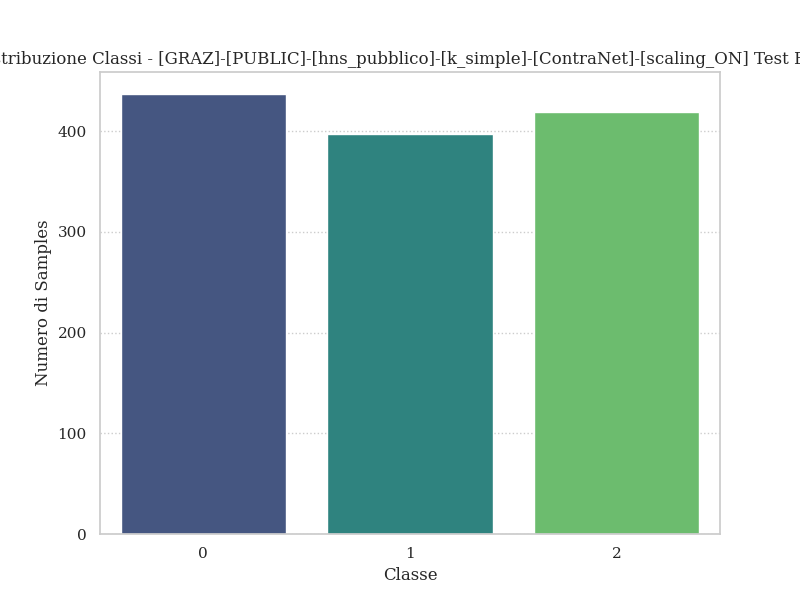 tribuzione Classi - [GRAZ]-[PUBLIC]-[hns_pubblico]-[k_simple]-[ContraNet]-[scaling_ON] Test
400
300
200
100
0
Numero di Samples
0 1 2
Classe